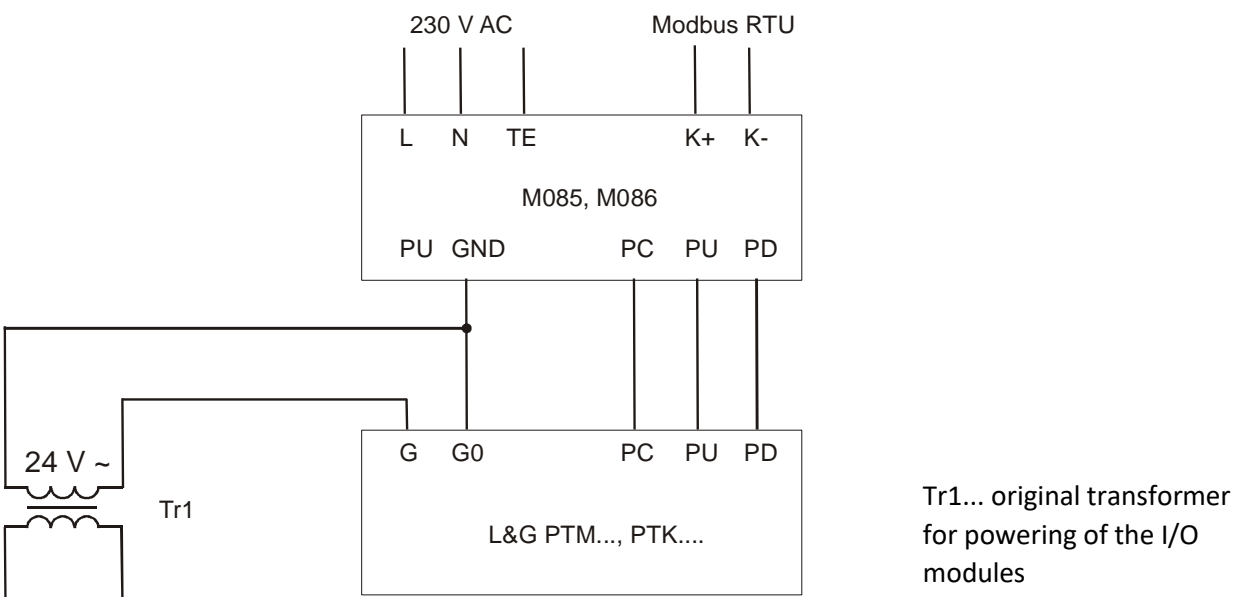 230 V AC Modbus RTU
L N TE K+ K-
M085, M086
PU GND PC PU PD
G G0 PC PU PD
24 V ~
Tr1
L&G PTM..., PTK....
Tr1... original transformer
for powering of the I/O
modules